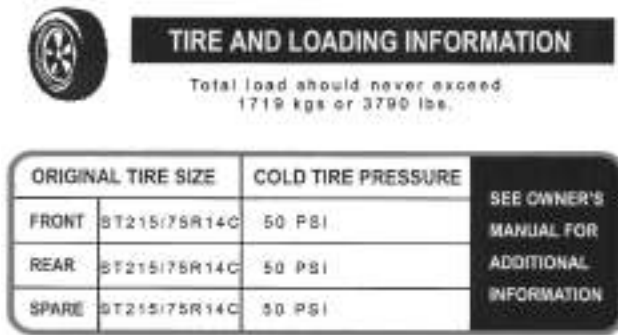 TIRE AND LOADING INFORMATION
Total load should never exceed
1719 kgs or 3790 lbs.
ORIGINAL TIRE SIZE COLD TIRE PRESSURE
FRONT ST215/75R14C 50 PSI
REAR ST215/75R14C 50 PSI
SPARE ST215/75R14C 50 PSI
SEE OWNER'S
MANUAL FOR
ADDITIONAL
INFORMATION